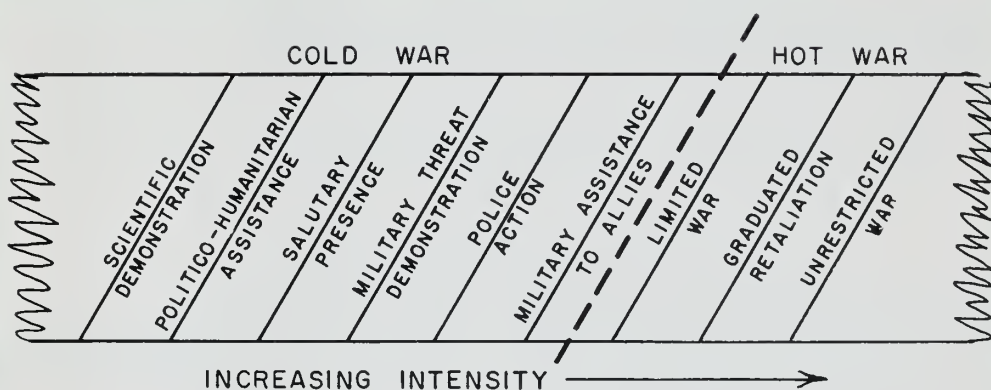 COLD WAR
HOT WAR
SCIENTIFIC
DEMONSTRATION
POLITICO-HUMANITARIAN
ASSISTANCE
SALUTARY
PRESENCE
MILITARY THREAT
DEMONSTRATION
POLICE
ACTION
MILITARY ASSISTANCE
TO ALLIES
LIMITED
WAR
GRADUATED
RETALIATION
UNRESTRICTED
WAR
INCREASING INTENSITY